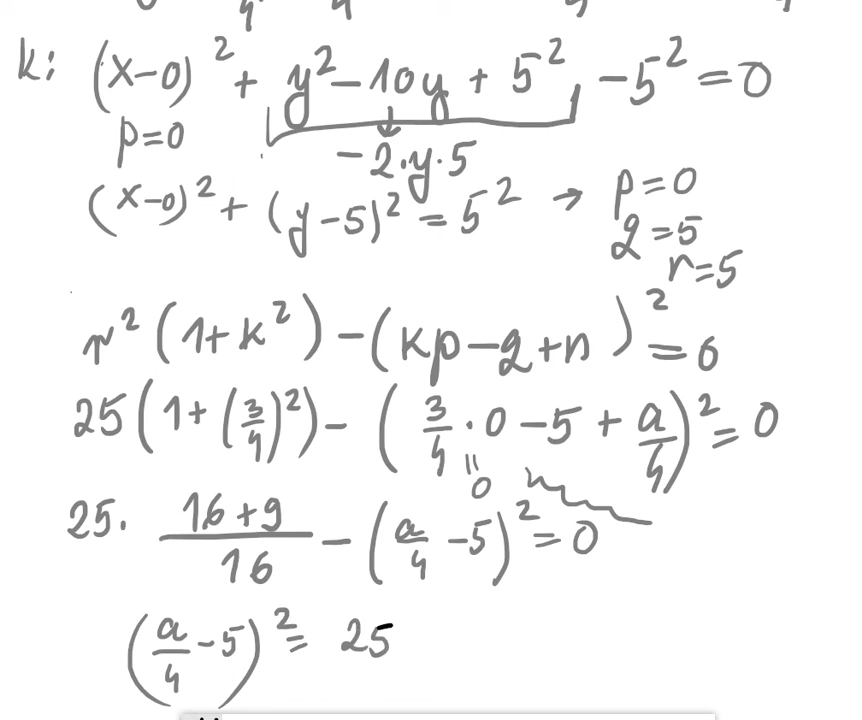 k: (x-0)² + y² - 10y + 5² - 5² = 0
p=0
-2·y·5
(x-0)² + (y-5)² = 5² → p=0
q=5
r=5
r²(1+k²) - (kp-q+n)² = 0
25(1+(3/4)²) - (3/4·0 - 5 + a/4)² = 0
0 n
25· (16+9)/16 - (a/4 - 5)² = 0
(a/4 - 5)² = 25